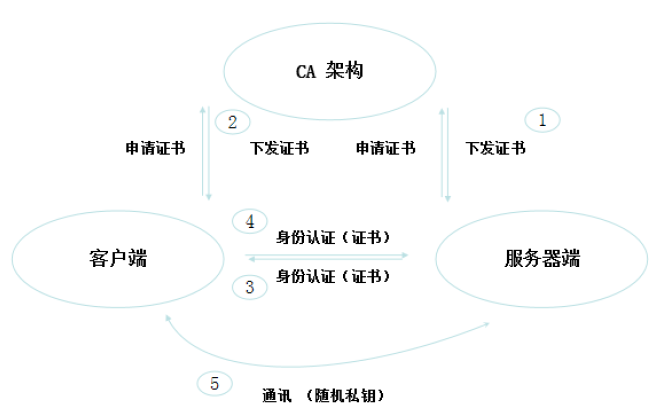 CA 架构
2
1
申请证书
下发证书
申请证书
下发证书
4
身份认证（证书）
客户端
服务器端
身份认证（证书）
3
5
通讯 （随机私钥）